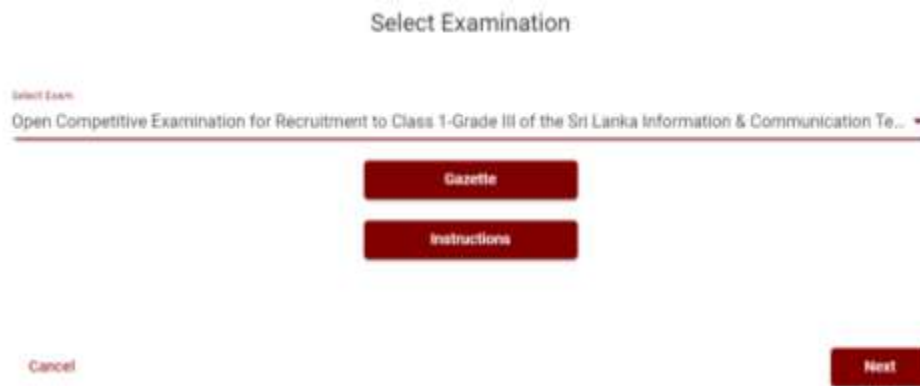 Select Examination
Select Exam
Open Competitive Examination for Recruitment to Class 1-Grade III of the Sri Lanka Information & Communication Te...
Gazette
Instructions
Cancel
Next